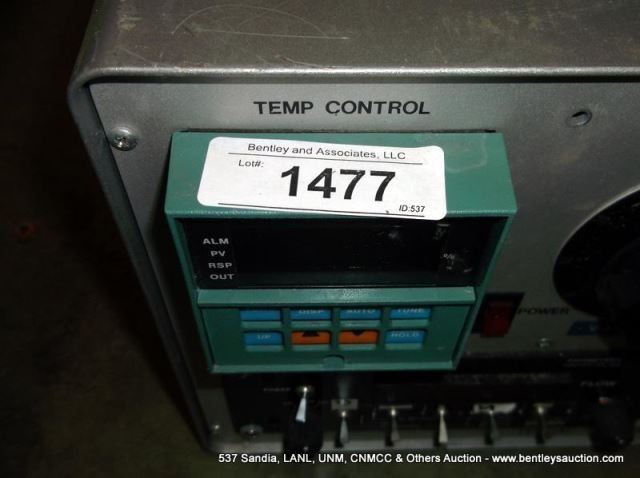 TEMP CONTROL
Bentley and Associates, LLC
Lot#:
1477
ID:537
ALM
PV
RSP
OUT
DISP AUTO TUNE
UP HOLD
POWER
FLOW
537 Sandia, LANL, UNM, CNMCC & Others Auction - www.bentleysauction.com